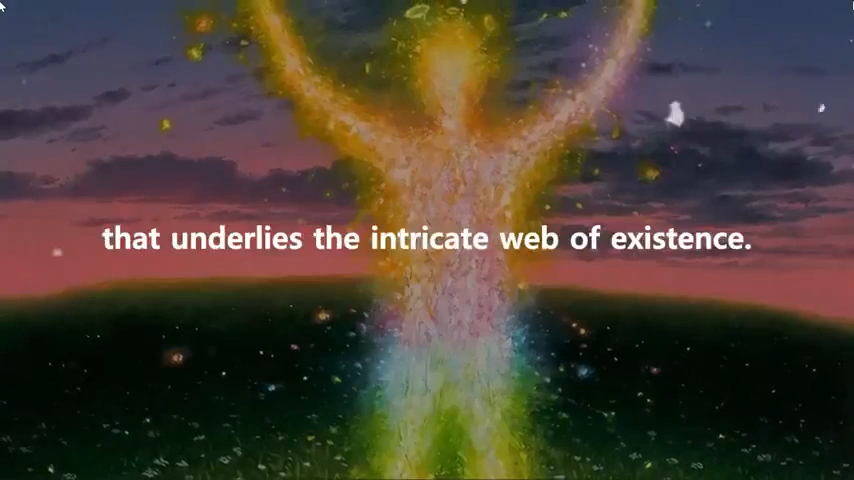 that underlies the intricate web of existence.